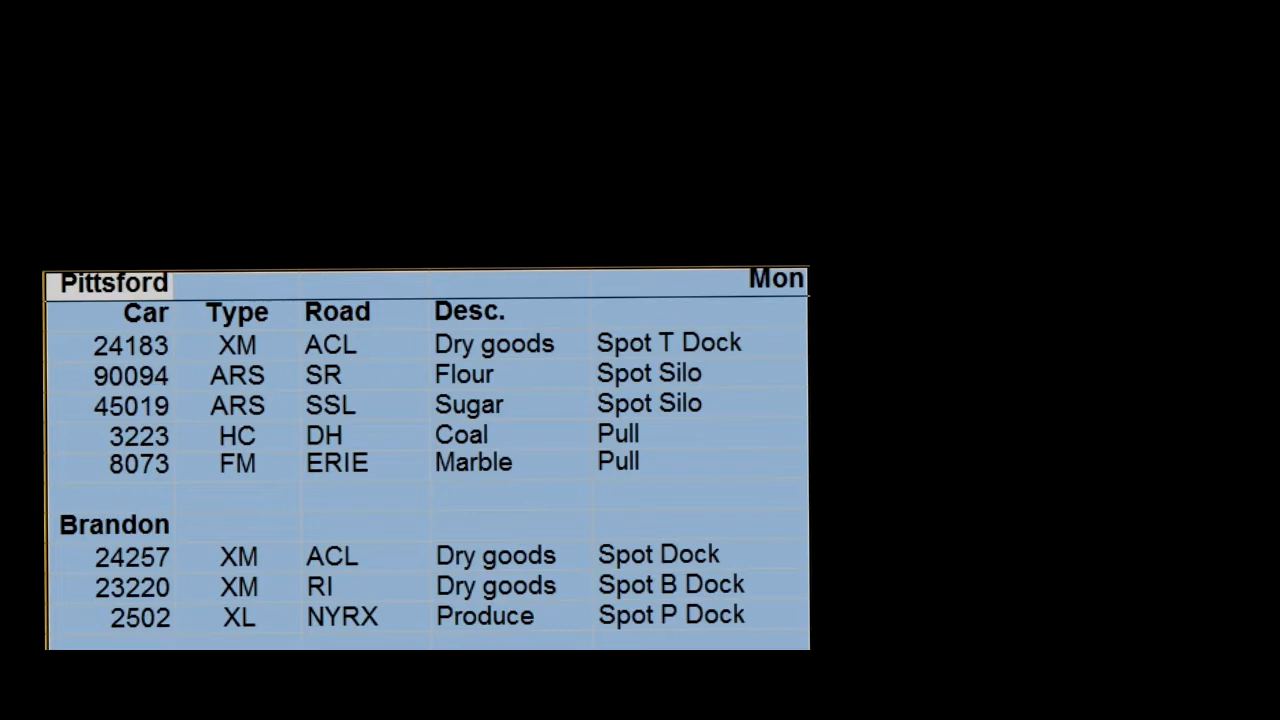 Pittsford Mon
Car Type Road Desc.
24183 XM ACL Dry goods Spot T Dock
90094 ARS SR Flour Spot Silo
45019 ARS SSL Sugar Spot Silo
3223 HC DH Coal Pull
8073 FM ERIE Marble Pull
Brandon
24257 XM ACL Dry goods Spot Dock
23220 XM RI Dry goods Spot B Dock
2502 XL NYRX Produce Spot P Dock